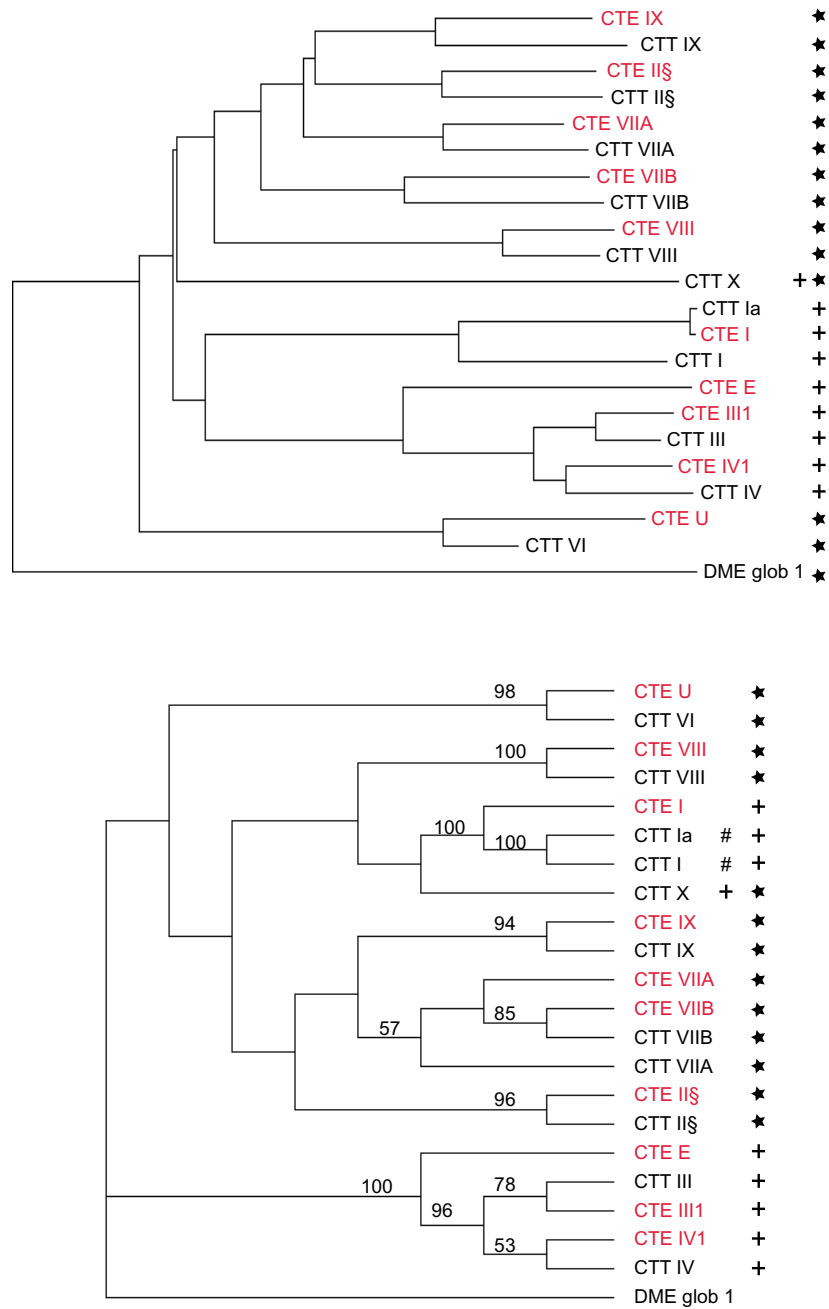 CTE IX
CTT IX
CTE II§
CTT II§
CTE VIIA
CTT VIIA
CTE VIIB
CTT VIIB
CTE VIII
CTT VIII
CTT X +
CTT Ia +
CTE I +
CTT I +
CTE E +
CTE III1 +
CTT III +
CTE IV1 +
CTT IV +
CTE U
CTT VI
DME glob 1
98 CTE U
CTT VI
100 CTE VIII
CTT VIII
CTE I +
100 CTT Ia # +
100 CTT I # +
CTT X +
94 CTE IX
CTT IX
CTE VIIA
85 CTE VIIB
57 CTT VIIB
CTT VIIA
96 CTE II§
CTT II§
CTE E +
100 78 CTT III +
96 CTE III1 +
53 CTE IV1 +
CTT IV +
DME glob 1